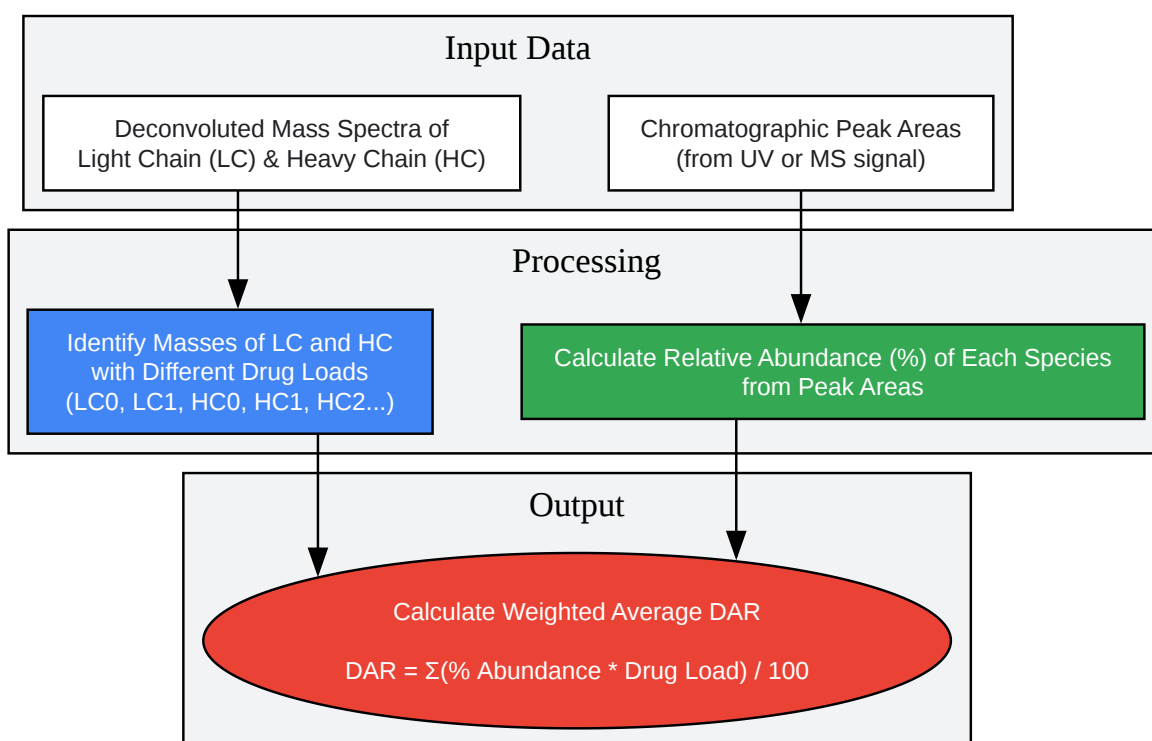 Input Data
Deconvoluted Mass Spectra of
Light Chain (LC) & Heavy Chain (HC)
Chromatographic Peak Areas
(from UV or MS signal)
Processing
Identify Masses of LC and HC
with Different Drug Loads
(LC0, LC1, HC0, HC1, HC2...)
Calculate Relative Abundance (%) of Each Species
from Peak Areas
Output
Calculate Weighted Average DAR
DAR = Σ(% Abundance * Drug Load) / 100